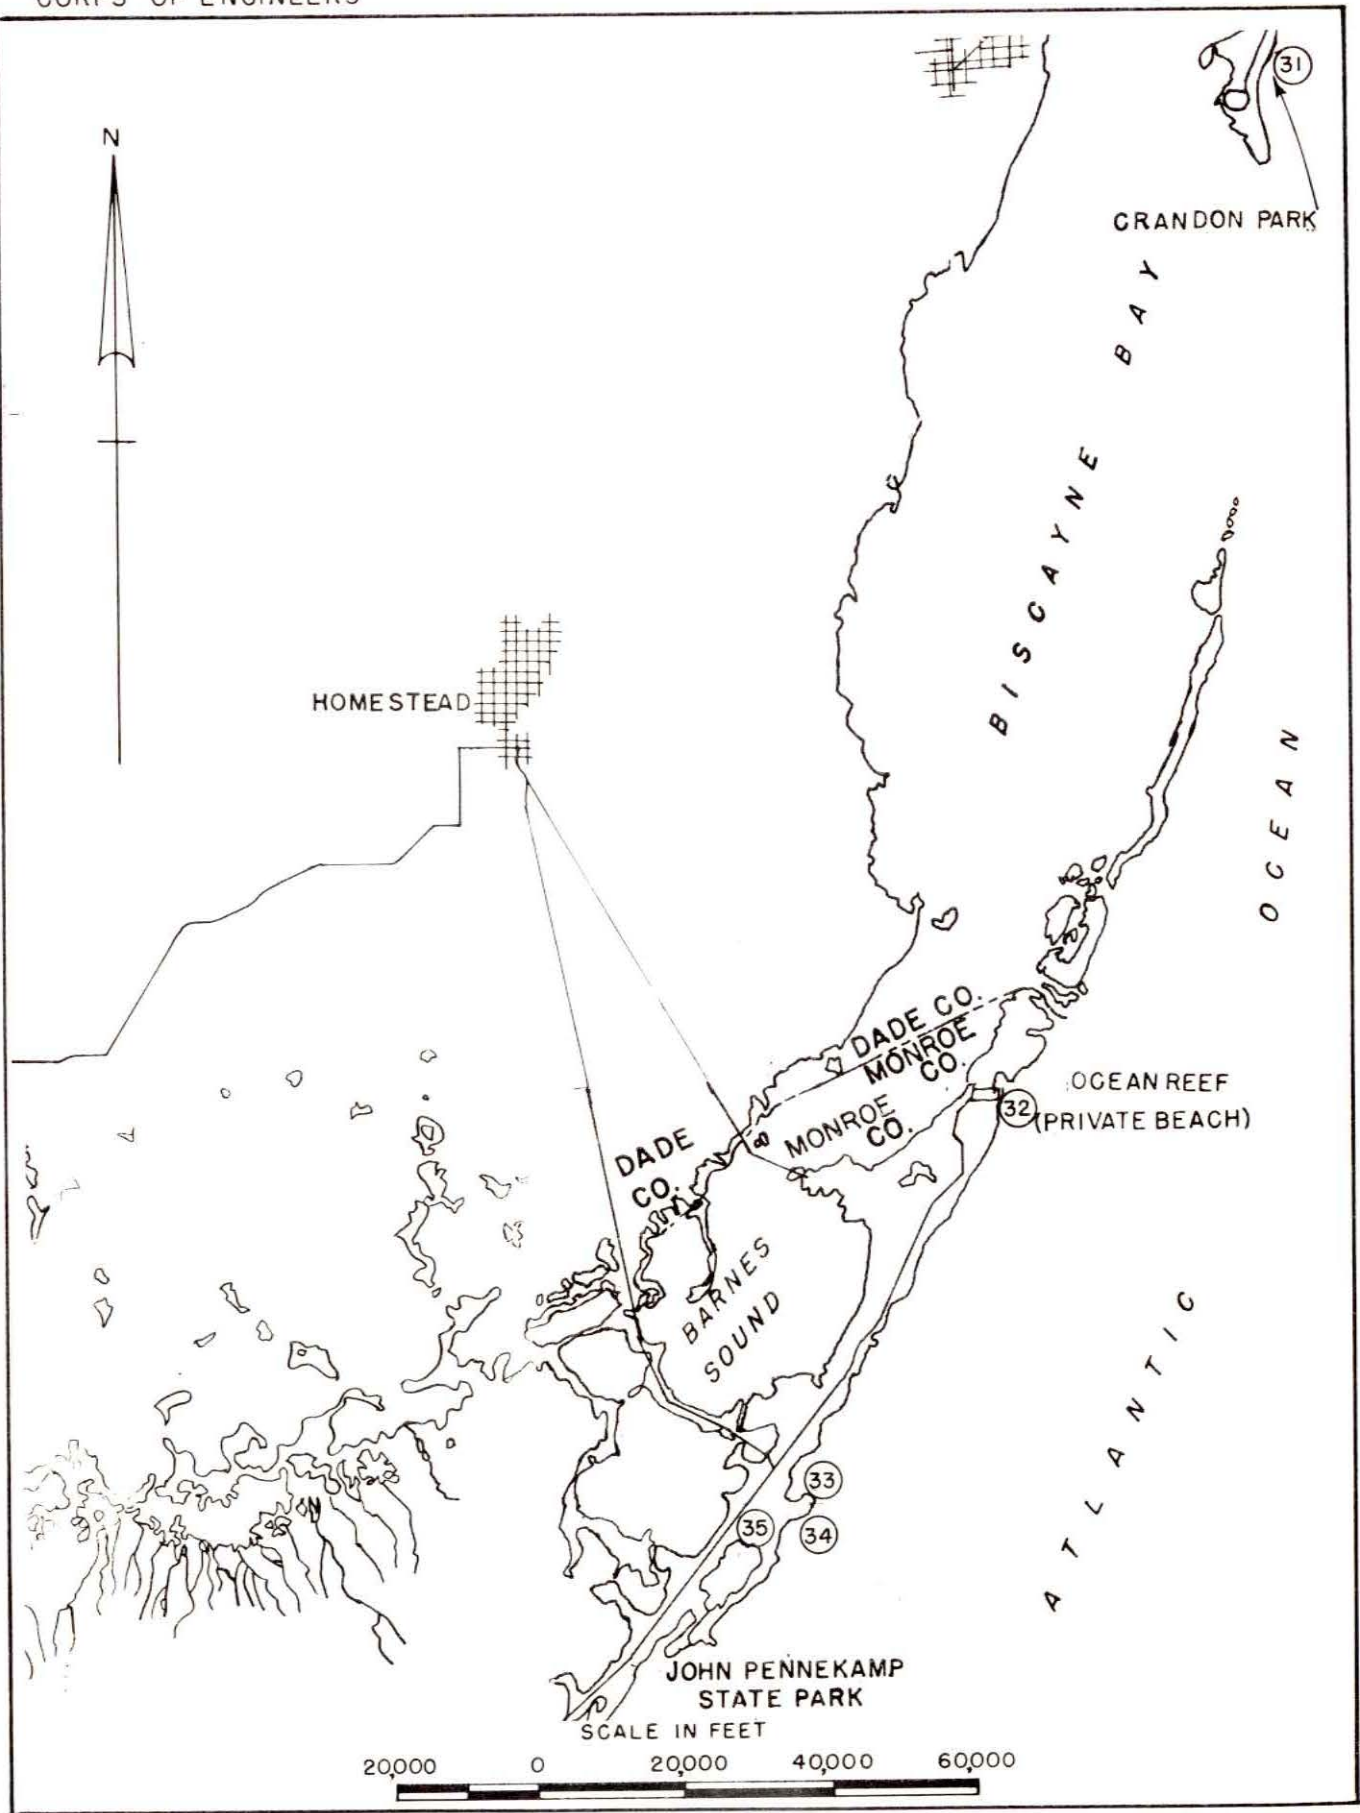 CORPS OF ENGINEERS
N
31
CRANDON PARK
BISCAYNE BAY
HOMESTEAD
OCEAN
DADE CO.
MONROE
CO.
OCEAN REEF
32
(PRIVATE BEACH)
MONROE
CO.
DADE
CO.
BARNES
SOUND
ATLANTIC
33
35
34
JOHN PENNEKAMP
STATE PARK
SCALE IN FEET
20,000 0 20,000 40,000 60,000